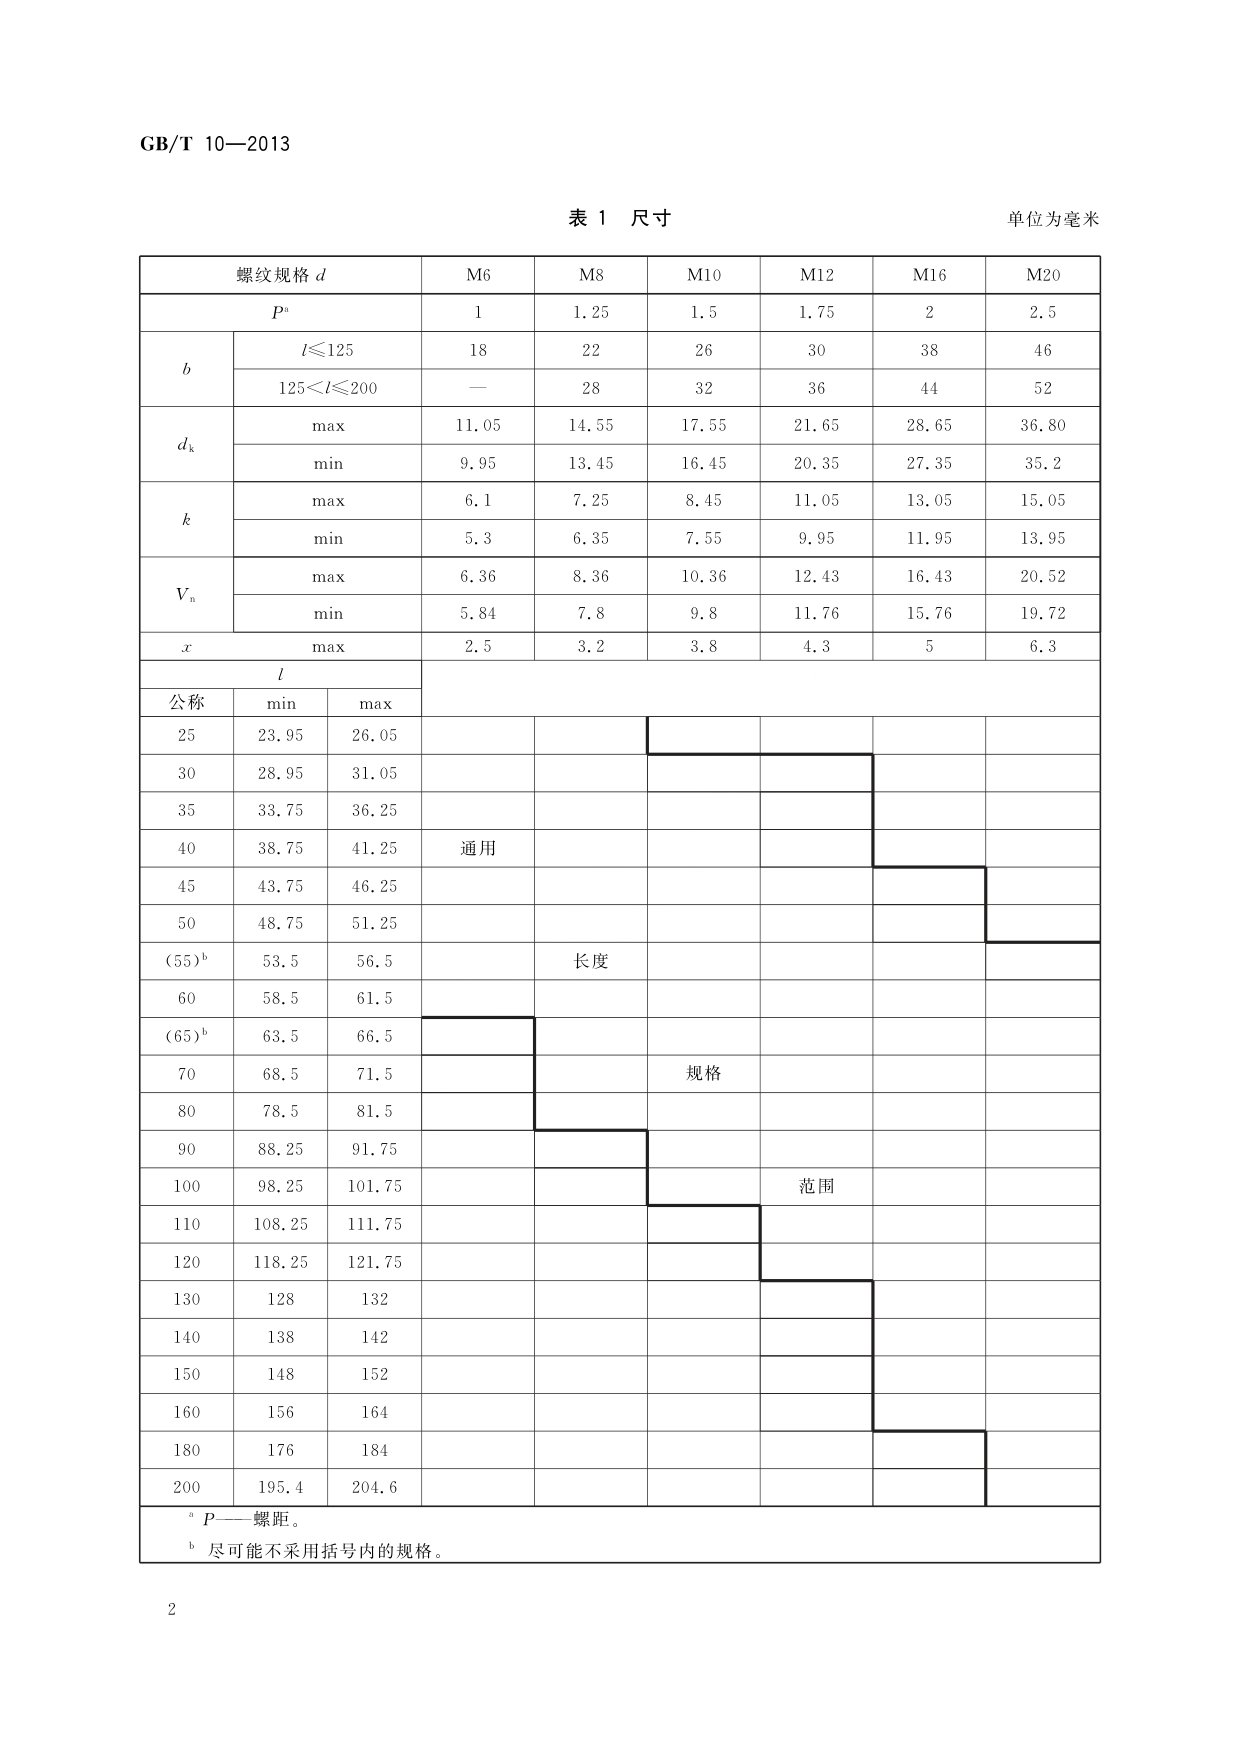 GB/T 10—2013
表 1 尺寸 单位为毫米
螺纹规格 d M6 M8 M10 M12 M16 M20
Pᵃ 1 1.25 1.5 1.75 2 2.5
b l≤125 18 22 26 30 38 46
125<l≤200 — 28 32 36 44 52
dₖ max 11.05 14.55 17.55 21.65 28.65 36.80
min 9.95 13.45 16.45 20.35 27.35 35.2
k max 6.1 7.25 8.45 11.05 13.05 15.05
min 5.3 6.35 7.55 9.95 11.95 13.95
Vₙ max 6.36 8.36 10.36 12.43 16.43 20.52
min 5.84 7.8 9.8 11.76 15.76 19.72
x max 2.5 3.2 3.8 4.3 5 6.3
l
公称 min max
25 23.95 26.05
30 28.95 31.05
35 33.75 36.25
40 38.75 41.25 通用
45 43.75 46.25
50 48.75 51.25
(55)ᵇ 53.5 56.5 长度
60 58.5 61.5
(65)ᵇ 63.5 66.5
70 68.5 71.5 规格
80 78.5 81.5
90 88.25 91.75
100 98.25 101.75 范围
110 108.25 111.75
120 118.25 121.75
130 128 132
140 138 142
150 148 152
160 156 164
180 176 184
200 195.4 204.6
ᵃ P——螺距。
ᵇ 尽可能不采用括号内的规格。
2